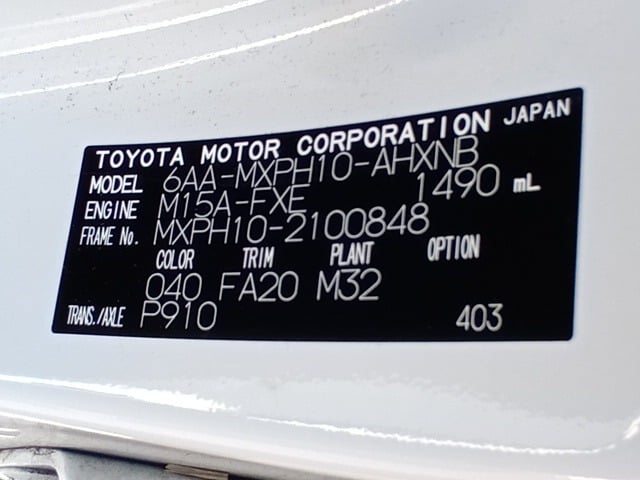 TOYOTA MOTOR CORPORATION JAPAN
MODEL 6AA-MXPH10-AHXNB
ENGINE M15A-FXE 1490 mL
FRAME No. MXPH10-2100848
COLOR TRIM PLANT OPTION
040 FA20 M32
TRANS./AXLE P910 403